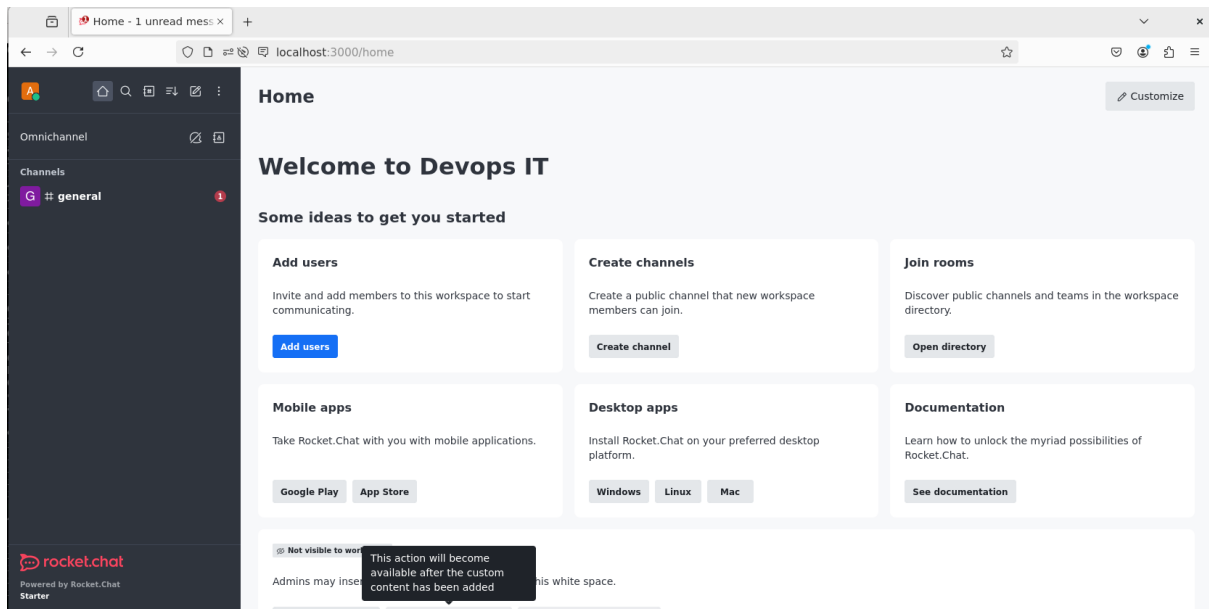 Home - 1 unread mess
localhost:3000/home
A
Omnichannel
Channels
G general 1
rocket.chat
Powered by Rocket.Chat
Starter
Home
Customize
Welcome to Devops IT
Some ideas to get you started
Add users
Invite and add members to this workspace to start
communicating.
Add users
Create channels
Create a public channel that new workspace
members can join.
Create channel
Join rooms
Discover public channels and teams in the workspace
directory.
Open directory
Mobile apps
Take Rocket.Chat with you with mobile applications.
Google Play App Store
Desktop apps
Install Rocket.Chat on your preferred desktop
platform.
Windows Linux Mac
Documentation
Learn how to unlock the myriad possibilities of
Rocket.Chat.
See documentation
Not visible to
This action will become
available after the custom
content has been added
Admins may white space.